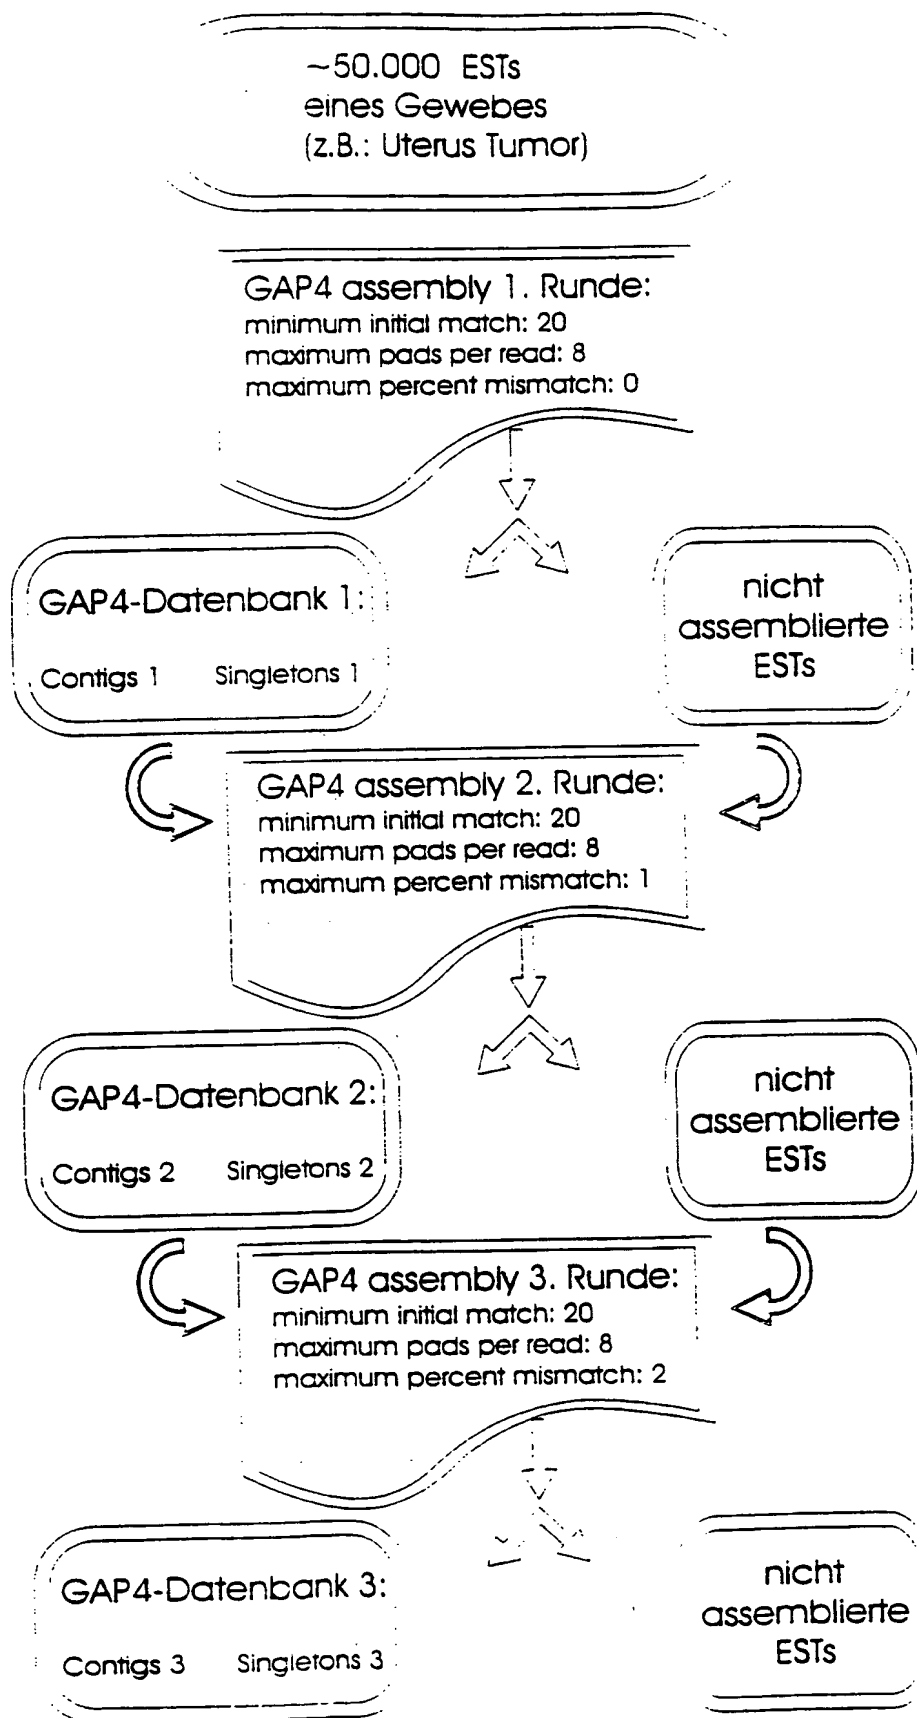 ~50.000 ESTs
eines Gewebes
(z.B.: Uterus Tumor)
GAP4 assembly 1. Runde:
minimum initial match: 20
maximum pads per read: 8
maximum percent mismatch: 0
GAP4-Datenbank 1:
Contigs 1 Singletons 1
nicht
assemblierte
ESTs
GAP4 assembly 2. Runde:
minimum initial match: 20
maximum pads per read: 8
maximum percent mismatch: 1
GAP4-Datenbank 2:
Contigs 2 Singletons 2
nicht
assemblierte
ESTs
GAP4 assembly 3. Runde:
minimum initial match: 20
maximum pads per read: 8
maximum percent mismatch: 2
GAP4-Datenbank 3:
Contigs 3 Singletons 3
nicht
assemblierte
ESTs